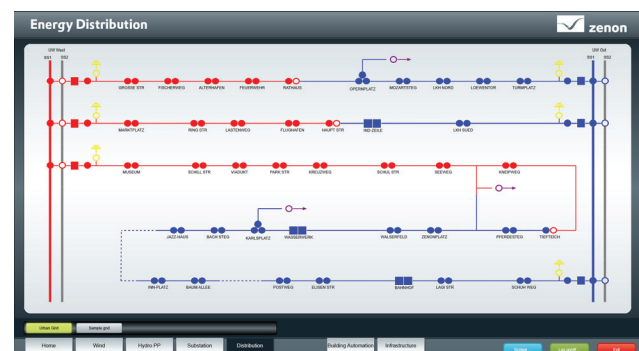 Energy Distribution
zenon
UW West
UW Ost
SS1 SS2
SS1 SS2
GROSSE STR FISCHERWEG ALTERHAFEN FEUERWEHR RATHAUS OPERNPLATZ MOZARTSTEG LKH-NORD LOEWENTOR TURNPLATZ
MARKTPLATZ RING STR LASTENWEG FLUGHAFEN HAUPT STR IND-ZEILE LKH SUED
MUSEUM SCHILL STR VIADUKT PARK STR KREUZWEG SCHUL STR SEEWEG KNEIPWEG
JAZZ-HAUS BACH STEG KARLSPLATZ WASSERWERK WALSERFELD ZENONPLATZ PFERDESTEG TIEFTEICH
INN-PLATZ BAUM ALLEE POSTWEG ELISEN STR BAHNHOF LAGI STR SCHUH WEG
Urban Grid Sample grid
Home Wind Hydro PP Substation Distribution Building Automation Infrastructure
Exit